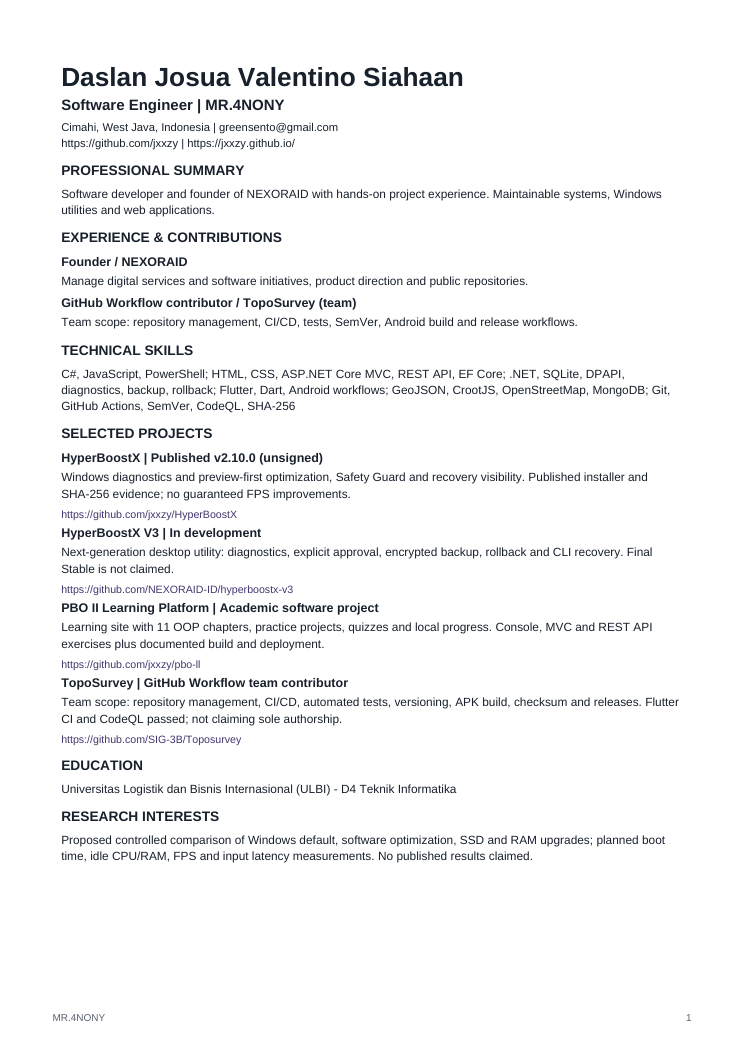 Daslan Josua Valentino Siahaan
Software Engineer | MR.4NONY
Cimahi, West Java, Indonesia | greensento@gmail.com
https://github.com/jxxzy | https://jxxzy.github.io/
PROFESSIONAL SUMMARY
Software developer and founder of NEXORAID with hands-on project experience. Maintainable systems, Windows
utilities and web applications.
EXPERIENCE & CONTRIBUTIONS
Founder / NEXORAID
Manage digital services and software initiatives, product direction and public repositories.
GitHub Workflow contributor / TopoSurvey (team)
Team scope: repository management, CI/CD, tests, SemVer, Android build and release workflows.
TECHNICAL SKILLS
C#, JavaScript, PowerShell; HTML, CSS, ASP.NET Core MVC, REST API, EF Core; .NET, SQLite, DPAPI,
diagnostics, backup, rollback; Flutter, Dart, Android workflows; GeoJSON, CrootJS, OpenStreetMap, MongoDB; Git,
GitHub Actions, SemVer, CodeQL, SHA-256
SELECTED PROJECTS
HyperBoostX | Published v2.10.0 (unsigned)
Windows diagnostics and preview-first optimization, Safety Guard and recovery visibility. Published installer and
SHA-256 evidence; no guaranteed FPS improvements.
https://github.com/jxxzy/HyperBoostX
HyperBoostX V3 | In development
Next-generation desktop utility: diagnostics, explicit approval, encrypted backup, rollback and CLI recovery. Final
Stable is not claimed.
https://github.com/NEXORAID-ID/hyperboostx-v3
PBO II Learning Platform | Academic software project
Learning site with 11 OOP chapters, practice projects, quizzes and local progress. Console, MVC and REST API
exercises plus documented build and deployment.
https://github.com/jxxzy/pbo-ll
TopoSurvey | GitHub Workflow team contributor
Team scope: repository management, CI/CD, automated tests, versioning, APK build, checksum and releases. Flutter
CI and CodeQL passed; not claiming sole authorship.
https://github.com/SIG-3B/Toposurvey
EDUCATION
Universitas Logistik dan Bisnis Internasional (ULBI) - D4 Teknik Informatika
RESEARCH INTERESTS
Proposed controlled comparison of Windows default, software optimization, SSD and RAM upgrades; planned boot
time, idle CPU/RAM, FPS and input latency measurements. No published results claimed.
MR.4NONY
1